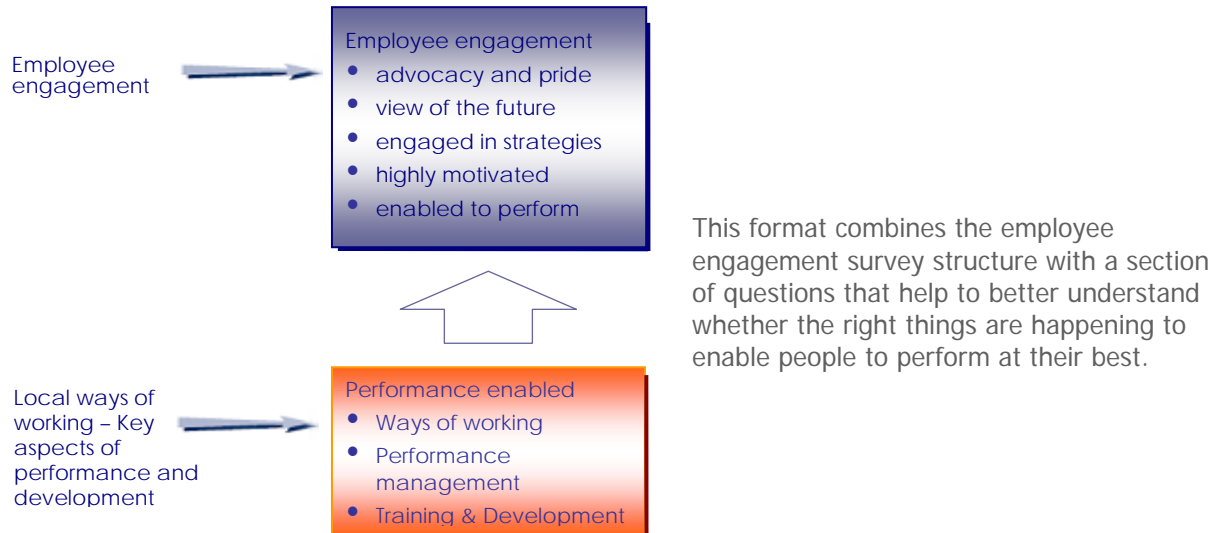 Employee
engagement
Employee engagement
• advocacy and pride
• view of the future
• engaged in strategies
• highly motivated
• enabled to perform
This format combines the employee
engagement survey structure with a section
of questions that help to better understand
whether the right things are happening to
enable people to perform at their best.
Local ways of
working – Key
aspects of
performance and
development
Performance enabled
• Ways of working
• Performance
management
• Training & Development